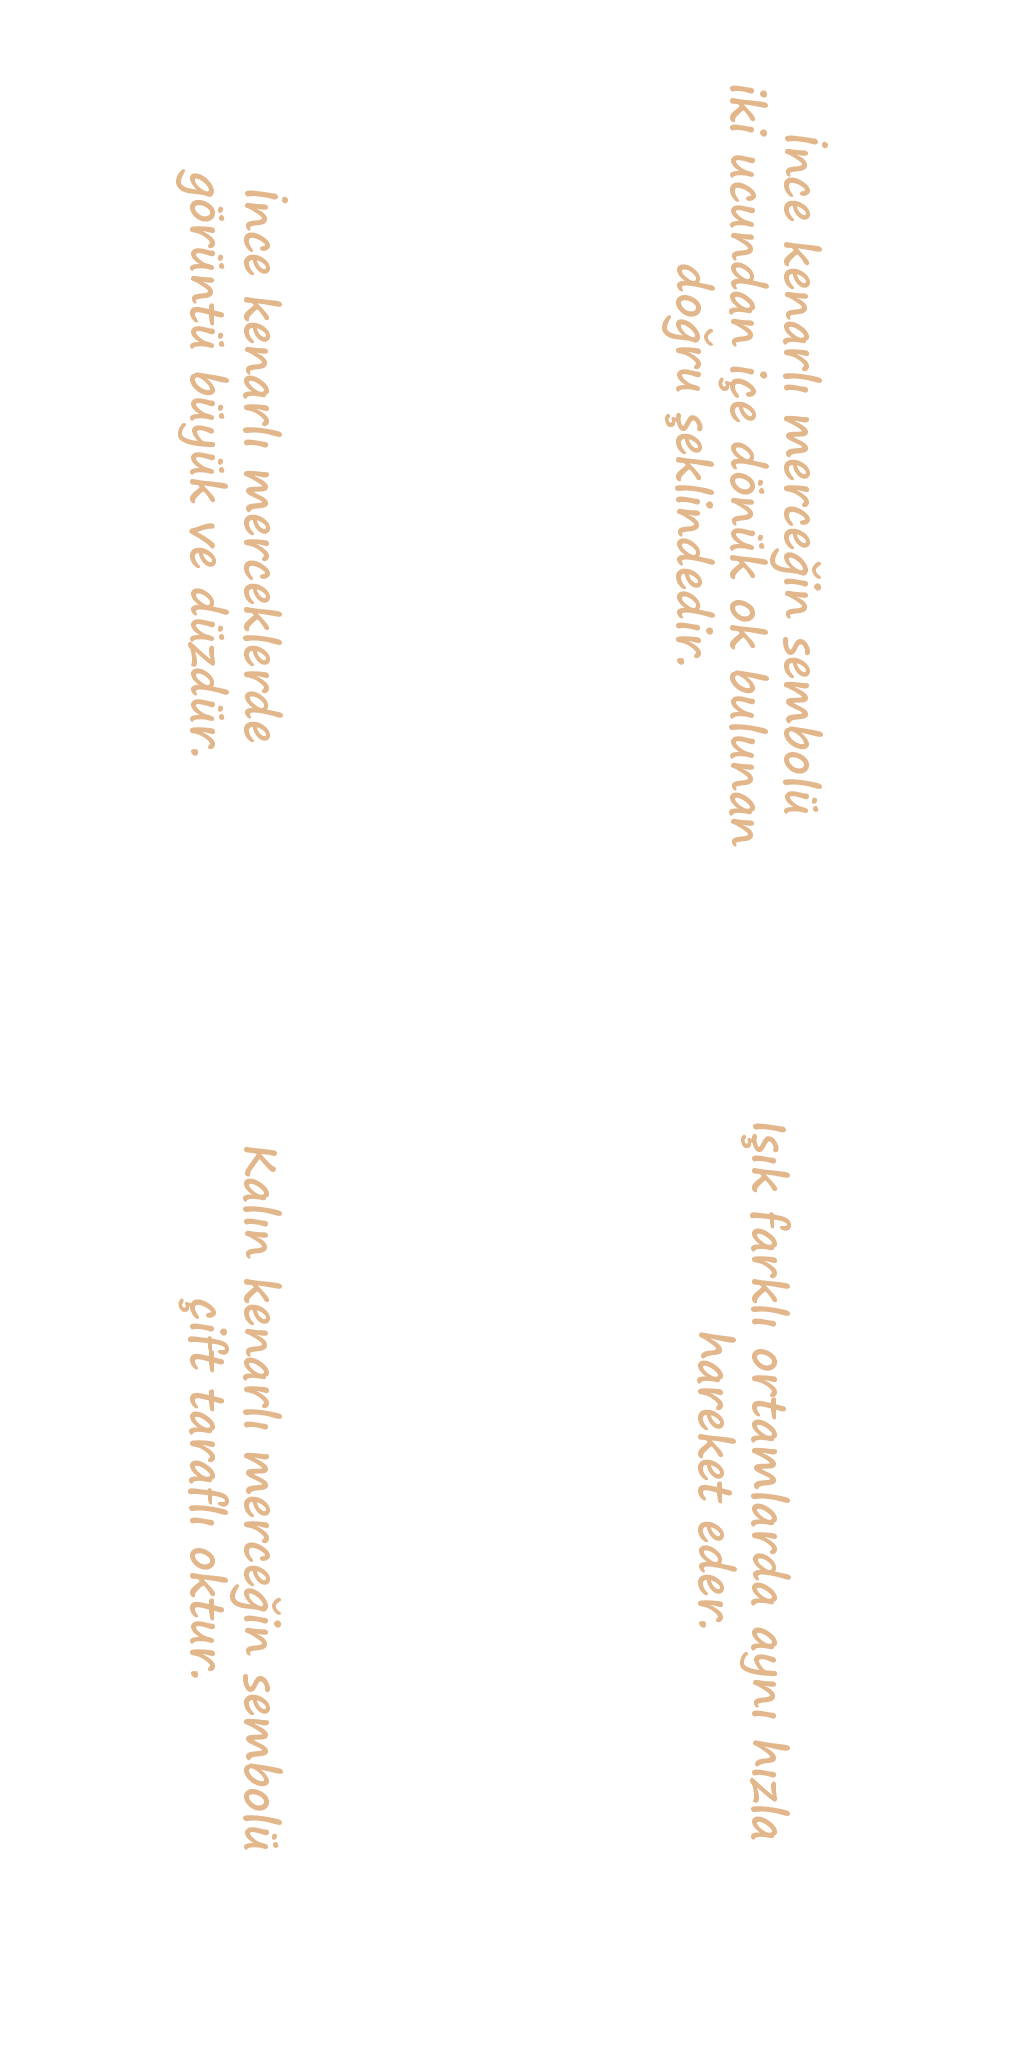 İnce kenarlı merceğin sembolü
iki ucundan içe dönük ok bulunan
doğru şeklindedir.
Işık farklı ortamlarda aynı hızla
hareket eder.
İnce kenarlı merceklerde
görüntü büyük ve düzdür.
Kalın kenarlı merceğin sembolü
çift taraflı oktur.